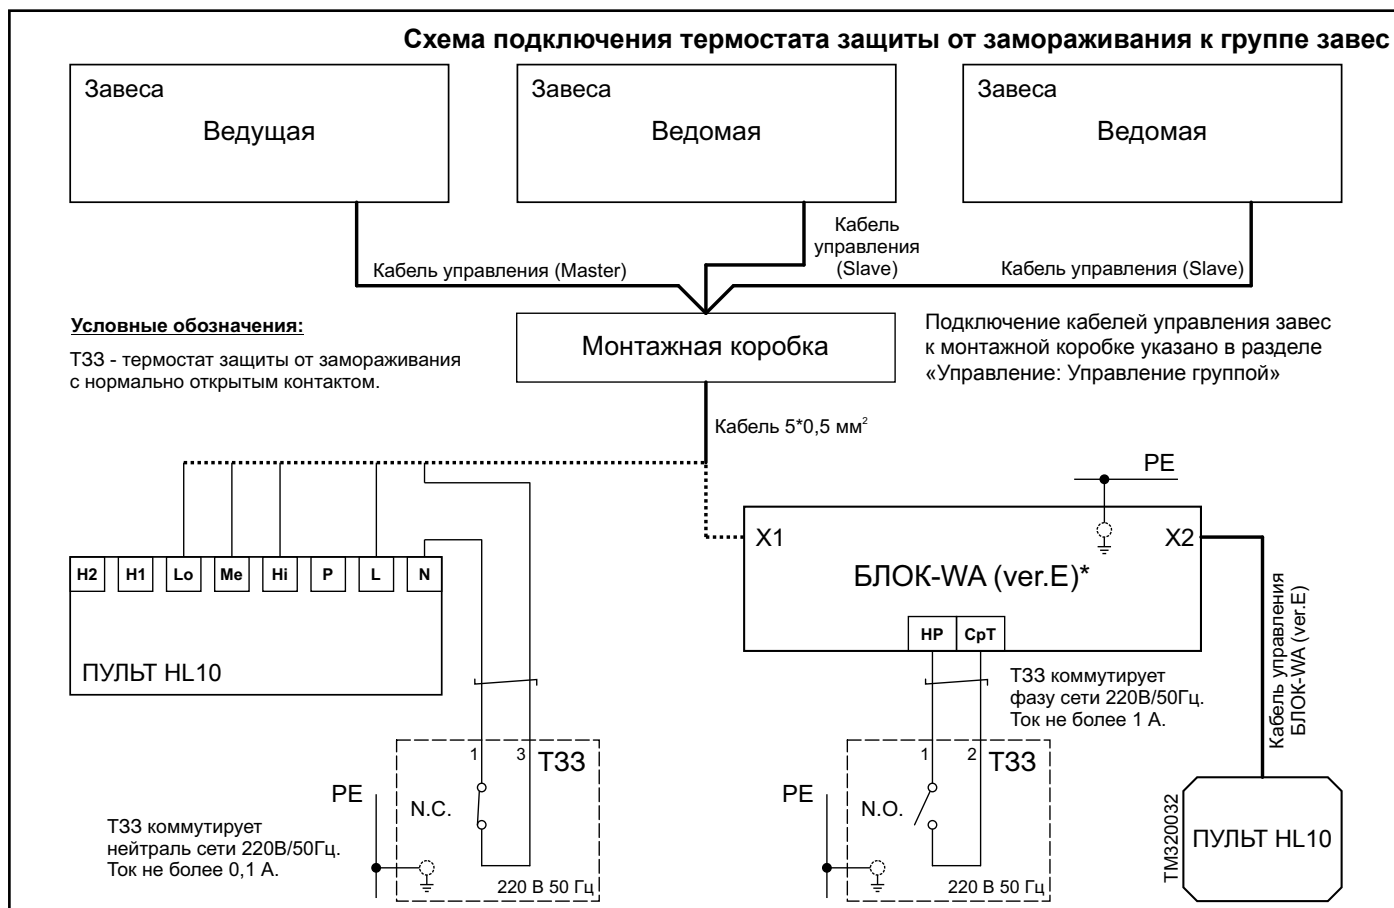 Схема подключения термостата защиты от замораживания к группе завес
Завеса
Ведущая
Завеса
Ведомая
Завеса
Ведомая
Кабель управления (Master)
Кабель
управления
(Slave)
Кабель управления (Slave)
Условные обозначения:
ТЗЗ - термостат защиты от замораживания
с нормально открытым контактом.
Монтажная коробка
Подключение кабелей управления завес
к монтажной коробке указано в разделе
«Управление: Управление группой»
Кабель 5*0,5 мм²
H2 H1 Lo Me Hi P L N
ПУЛЬТ HL10
PE
X1
X2
БЛОК-WA (ver.E)*
HP CpT
ТЗЗ коммутирует
фазу сети 220В/50Гц.
Ток не более 1 А.
Кабель управления
БЛОК-WA (ver.E)
1 3 ТЗЗ
N.C.
PE
220 В 50 Гц
ТЗЗ коммутирует
нейтраль сети 220В/50Гц.
Ток не более 0,1 А.
1 2 ТЗЗ
N.O.
PE
220 В 50 Гц
TM320032
ПУЛЬТ HL10